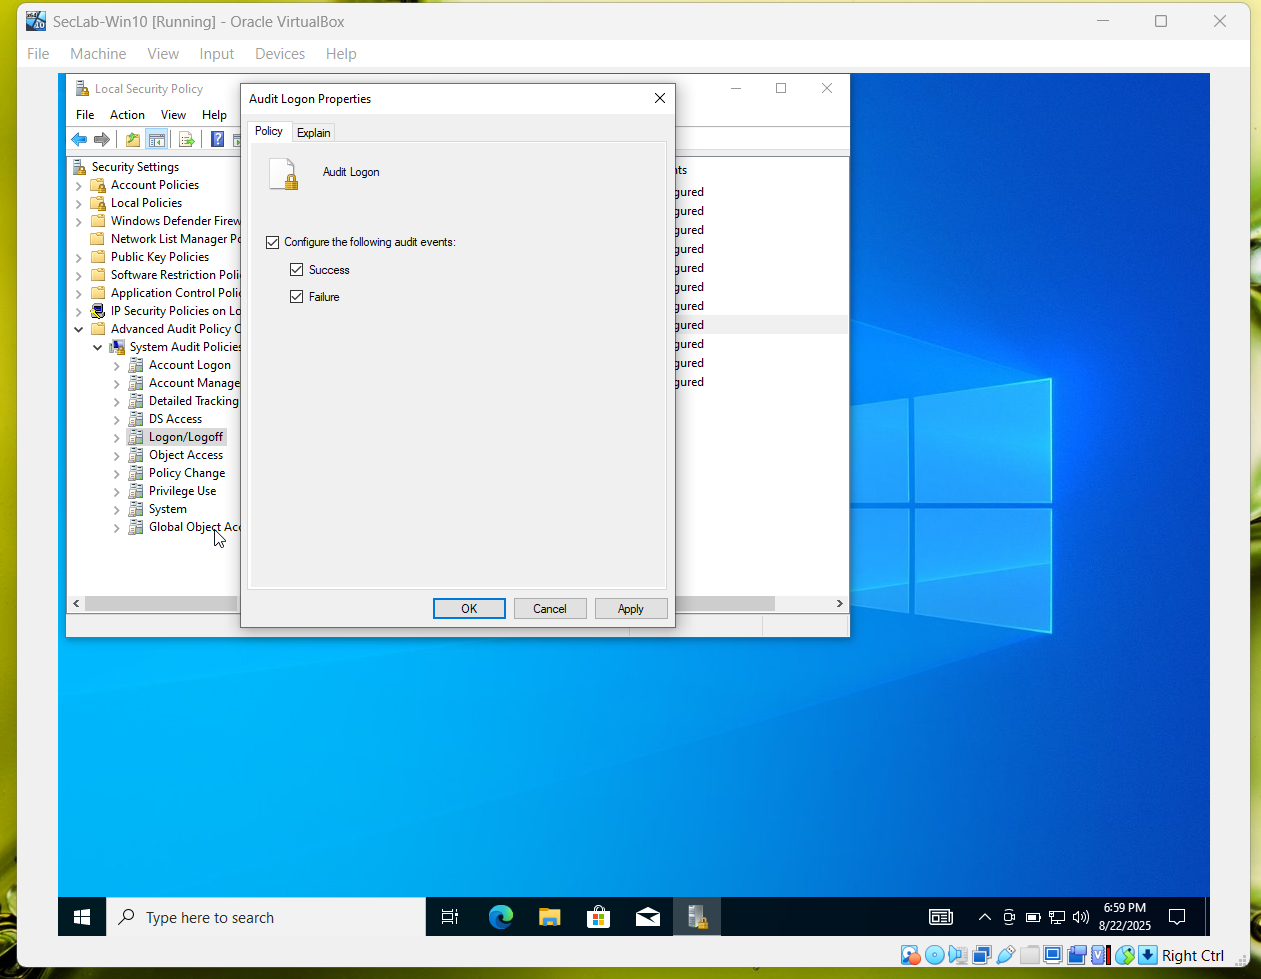 SecLab-Win10 [Running] - Oracle VirtualBox
File Machine View Input Devices Help
Local Security Policy
File Action View Help
Audit Logon Properties
Policy Explain
Audit Logon
Configure the following audit events:
Success
Failure
OK Cancel Apply
Security Settings
Account Policies
Local Policies
Windows Defender Firew
Network List Manager Po
Public Key Policies
Software Restriction Poli
Application Control Polic
IP Security Policies on Lo
Advanced Audit Policy C
System Audit Policies
Account Logon
Account Manage
Detailed Tracking
DS Access
Logon/Logoff
Object Access
Policy Change
Privilege Use
System
Global Object Acc
nts
gured
gured
gured
gured
gured
gured
gured
gured
gured
gured
gured
Type here to search
6:59 PM
8/22/2025
Right Ctrl